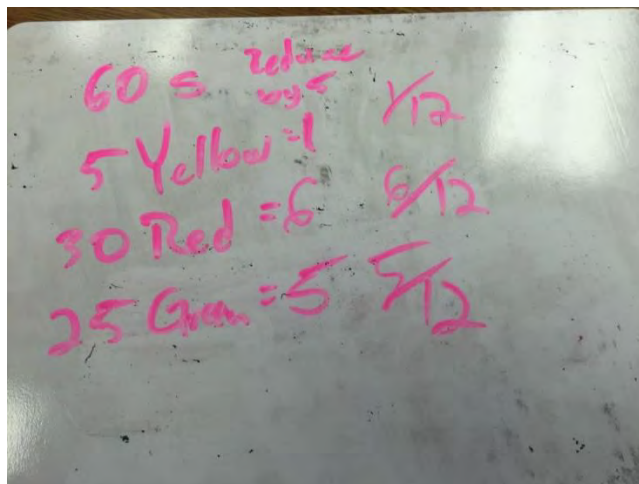 60 s reduce
by 5
5 Yellow = 1 1/12
30 Red = 6 6/12
25 Green = 5 5/12